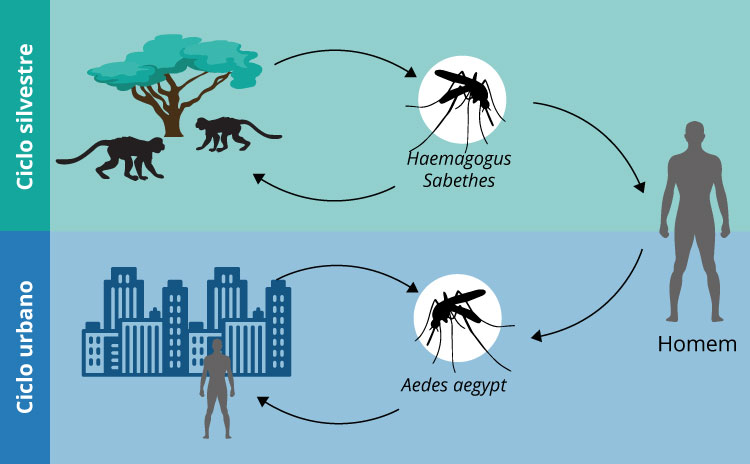 Ciclo silvestre
Haemagogus
Sabethes
Homem
Ciclo urbano
Aedes aegypt